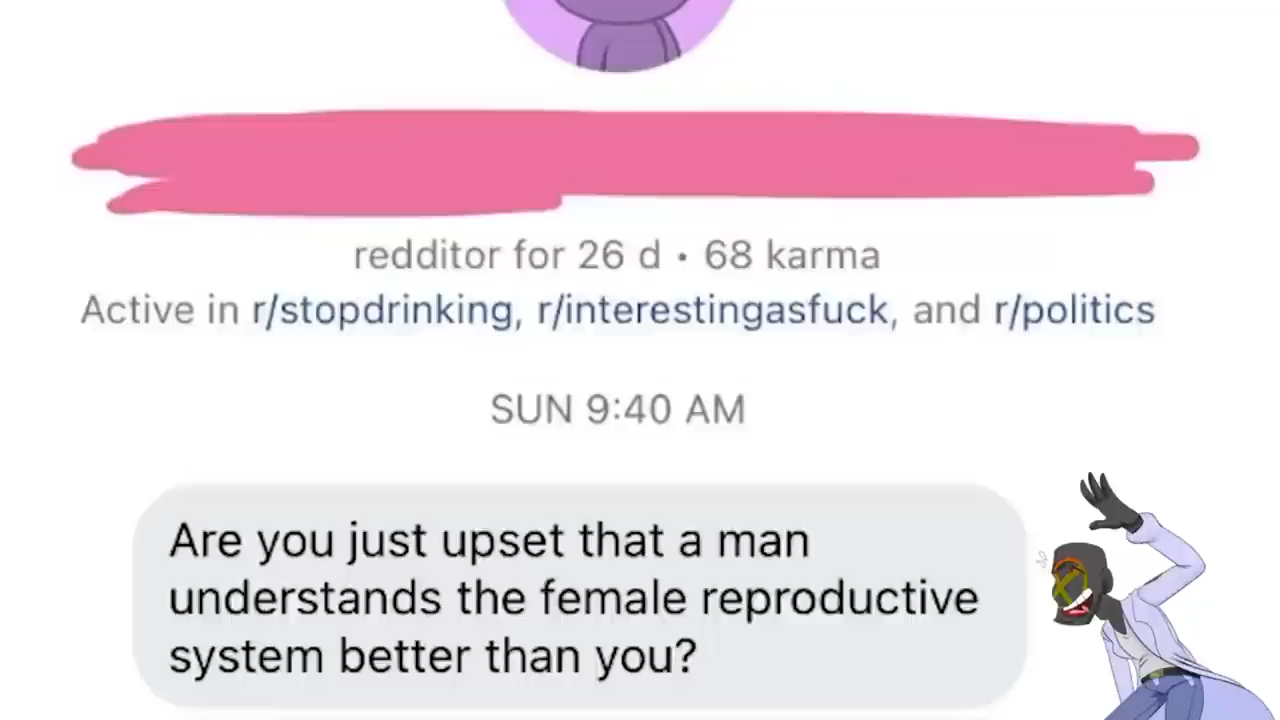 redditor for 26 d • 68 karma
Active in r/stopdrinking, r/interestingasfuck, and r/politics
SUN 9:40 AM
Are you just upset that a man
understands the female reproductive
system better than you?